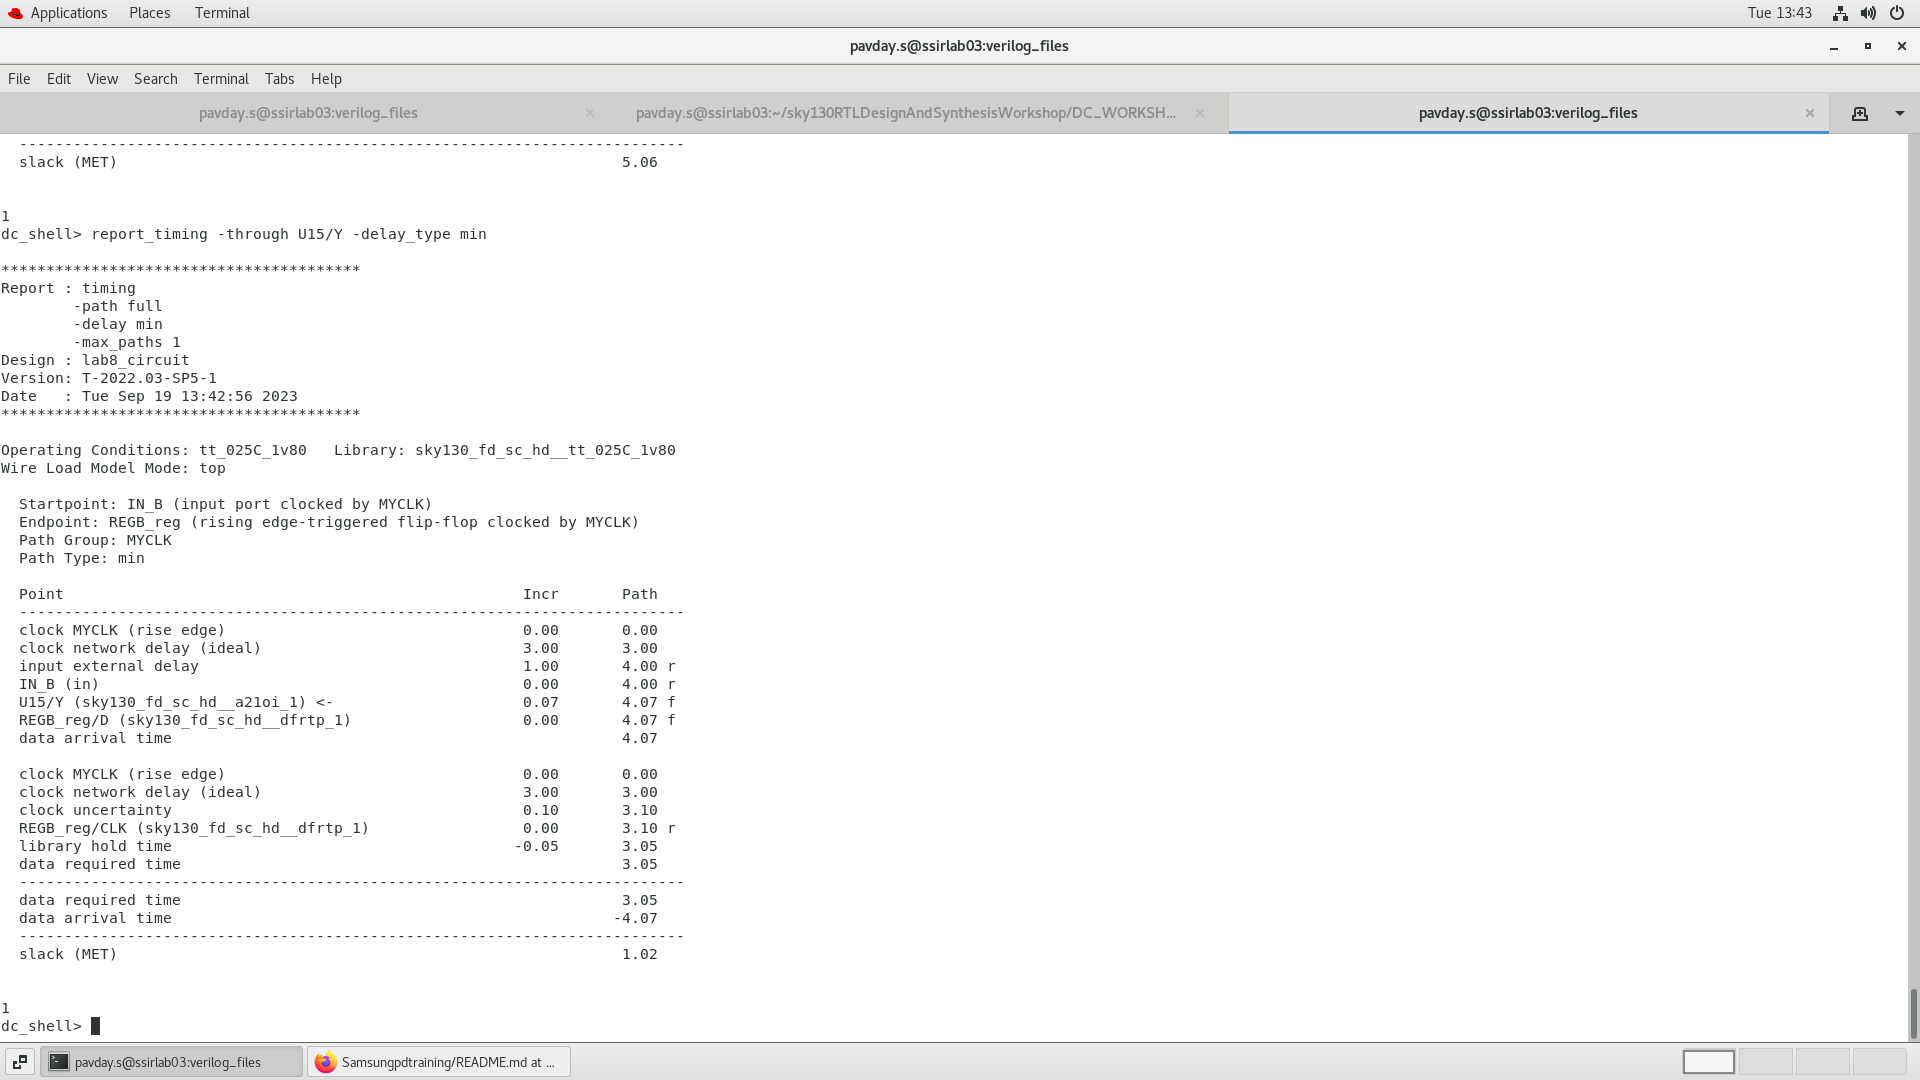 Applications Places Terminal Tue 13:43
pavday.s@ssirlab03:verilog_files
File Edit View Search Terminal Tabs Help
pavday.s@ssirlab03:verilog_files pavday.s@ssirlab03:~/sky130RTLDesignAndSynthesisWorkshop/DC_WORKSH... pavday.s@ssirlab03:verilog_files
--------------------------------------------------------------------------
slack (MET) 5.06
1
dc_shell> report_timing -through U15/Y -delay_type min
****************************************
Report : timing
-path full
-delay min
-max_paths 1
Design : lab8_circuit
Version: T-2022.03-SP5-1
Date : Tue Sep 19 13:42:56 2023
****************************************
Operating Conditions: tt_025C_1v80 Library: sky130_fd_sc_hd__tt_025C_1v80
Wire Load Model Mode: top
Startpoint: IN_B (input port clocked by MYCLK)
Endpoint: REGB_reg (rising edge-triggered flip-flop clocked by MYCLK)
Path Group: MYCLK
Path Type: min
Point Incr Path
--------------------------------------------------------------------------
clock MYCLK (rise edge) 0.00 0.00
clock network delay (ideal) 3.00 3.00
input external delay 1.00 4.00 r
IN_B (in) 0.00 4.00 r
U15/Y (sky130_fd_sc_hd__a21oi_1) <- 0.07 4.07 f
REGB_reg/D (sky130_fd_sc_hd__dfrtp_1) 0.00 4.07 f
data arrival time 4.07
clock MYCLK (rise edge) 0.00 0.00
clock network delay (ideal) 3.00 3.00
clock uncertainty 0.10 3.10
REGB_reg/CLK (sky130_fd_sc_hd__dfrtp_1) 0.00 3.10 r
library hold time -0.05 3.05
data required time 3.05
--------------------------------------------------------------------------
data required time 3.05
data arrival time -4.07
--------------------------------------------------------------------------
slack (MET) 1.02
1
dc_shell>
pavday.s@ssirlab03:verilog_files Samsungpdtraining/README.md at ...